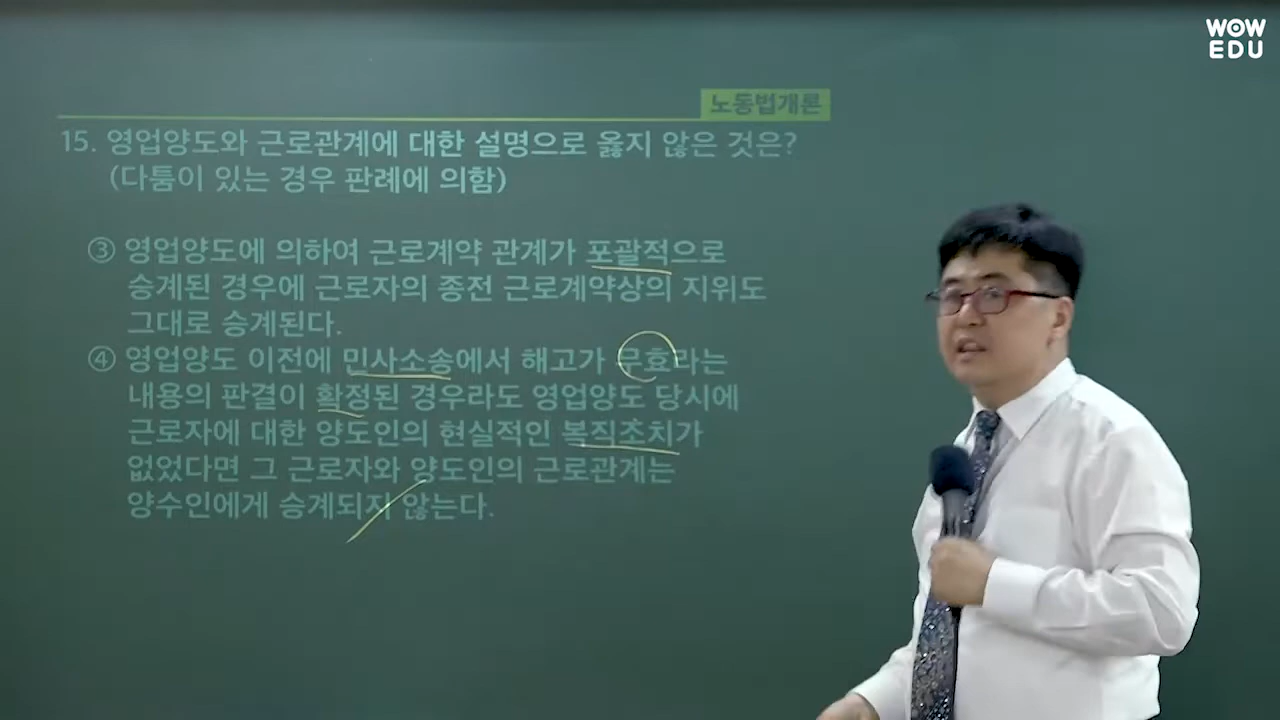 WOW
EDU
노동법개론
15. 영업양도와 근로관계에 대한 설명으로 옳지 않은 것은?
(다툼이 있는 경우 판례에 의함)
③ 영업양도에 의하여 근로계약 관계가 포괄적으로
승계된 경우에 근로자의 종전 근로계약상의 지위도
그대로 승계된다.
④ 영업양도 이전에 민사소송에서 해고가 무효라는
내용의 판결이 확정된 경우라도 영업양도 당시에
근로자에 대한 양도인의 현실적인 복직조치가
없었다면 그 근로자와 양도인의 근로관계는
양수인에게 승계되지 않는다.